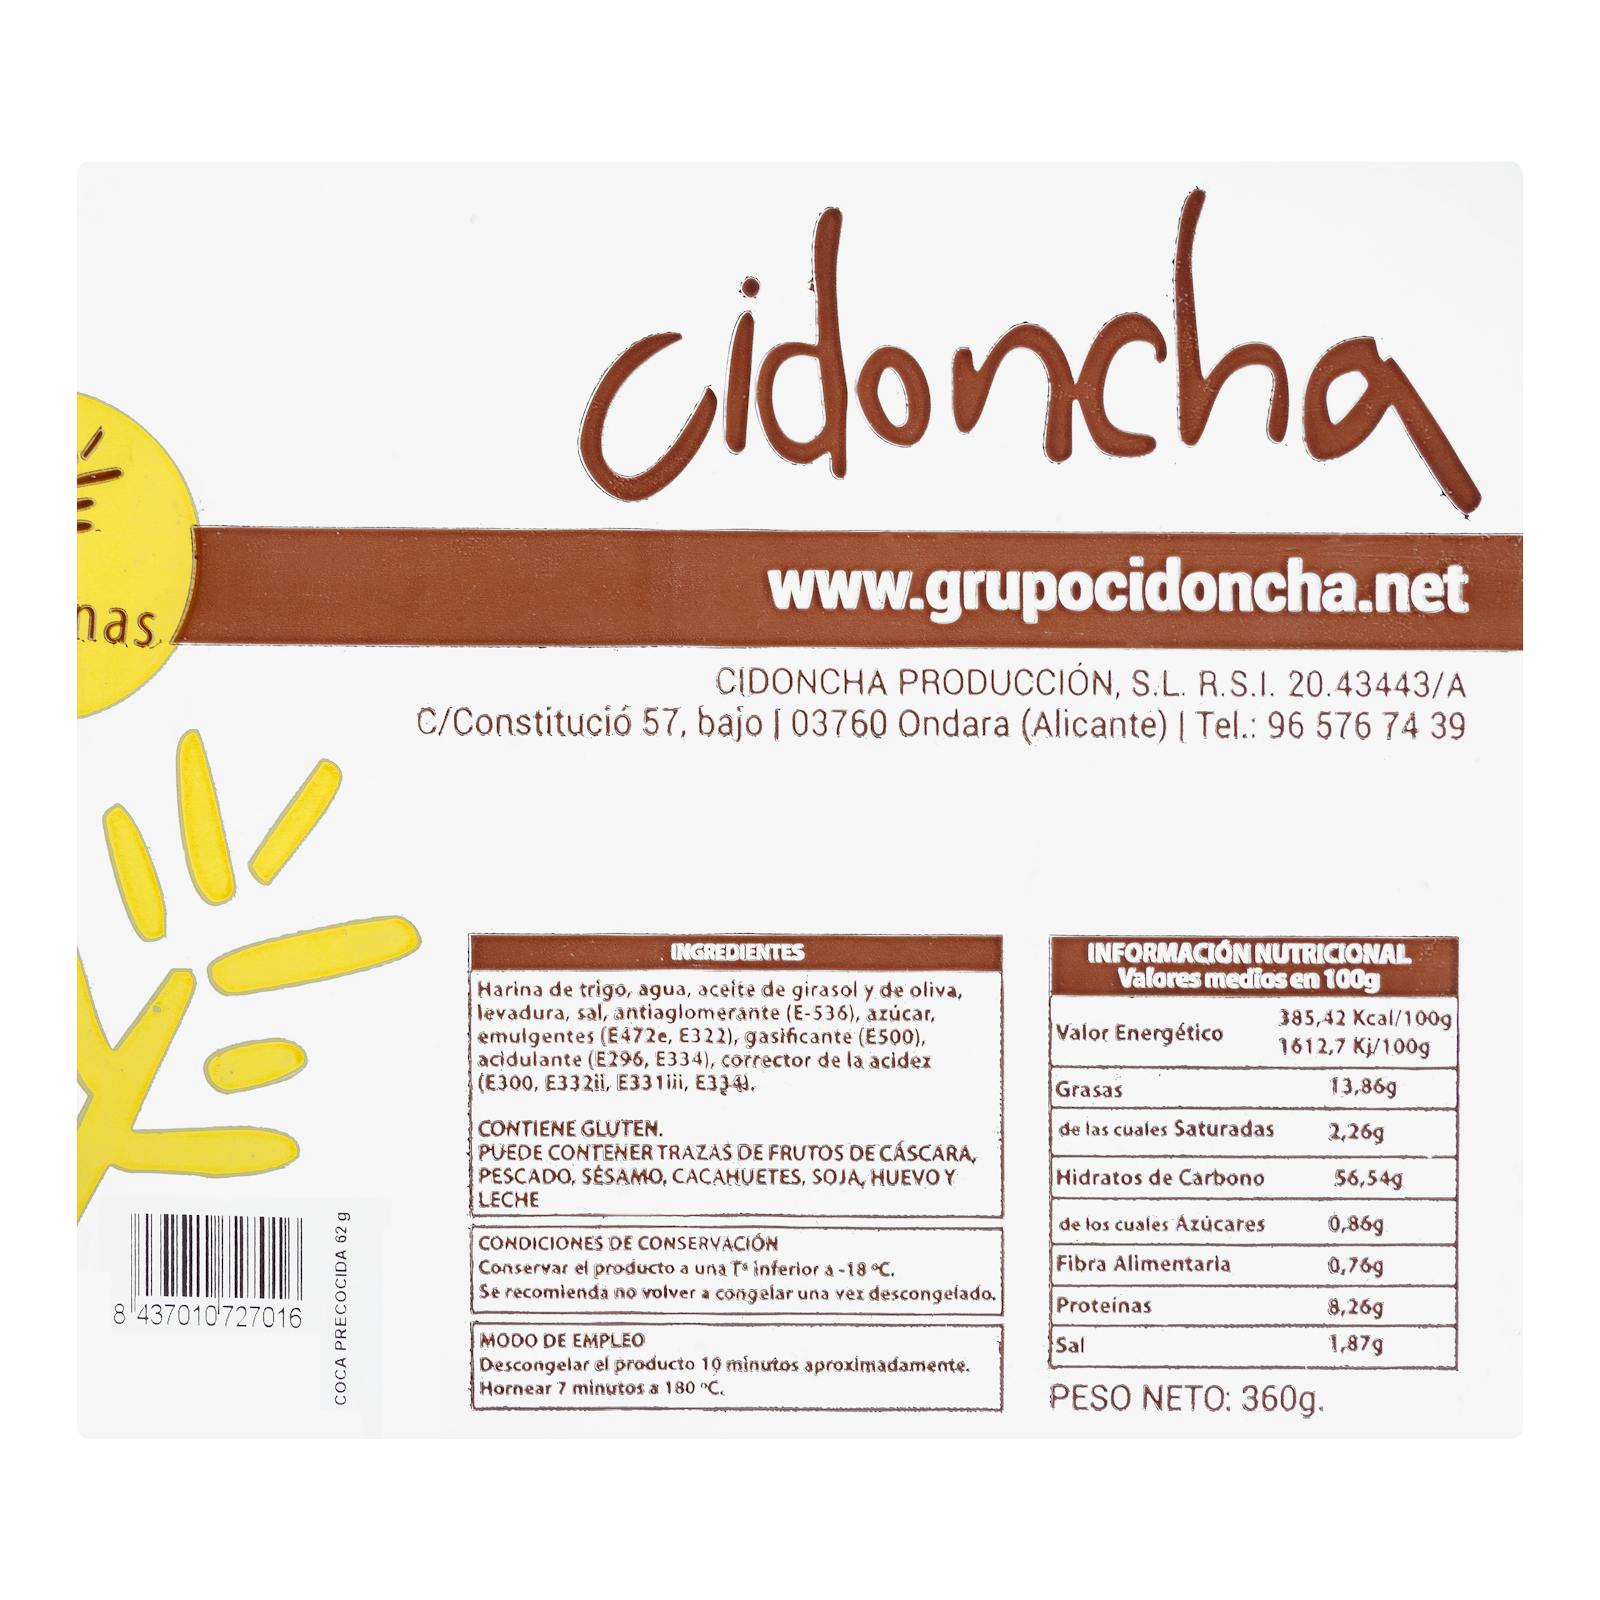 cidoncha
www.grupocidoncha.net
nas
CIDONCHA PRODUCCIÓN, S.L. R.S.I. 20.43443/A
C/Constitució 57, bajo | 03760 Ondara (Alicante) | Tel.: 96 576 74 39
INGREDIENTES
Harina de trigo, agua, aceite de girasol y de oliva,
levadura, sal, antiaglomerante (E-536), azúcar,
emulgentes (E472e, E322), gasificante (E500),
acidulante (E296, E334), corrector de la acidez
(E300, E332ii, E331iii, E334).
CONTIENE GLUTEN.
PUEDE CONTENER TRAZAS DE FRUTOS DE CÁSCARA,
PESCADO, SÉSAMO, CACAHUETES, SOJA, HUEVO Y
LECHE
CONDICIONES DE CONSERVACIÓN
Conservar el producto a una Tª inferior a -18 ºC.
Se recomienda no volver a congelar una vez descongelado.
MODO DE EMPLEO
Descongelar el producto 10 minutos aproximadamente.
Hornear 7 minutos a 180 ºC.
INFORMACIÓN NUTRICIONAL
Valores medios en 100g
Valor Energético 385,42 Kcal/100g
1612,7 Kj/100g
Grasas 13,86g
de las cuales Saturadas 2,26g
Hidratos de Carbono 56,54g
de los cuales Azúcares 0,86g
Fibra Alimentaria 0,76g
Proteínas 8,26g
Sal 1,87g
PESO NETO: 360g.
8 437010 727016
COCA PRECOCIDA 62 g